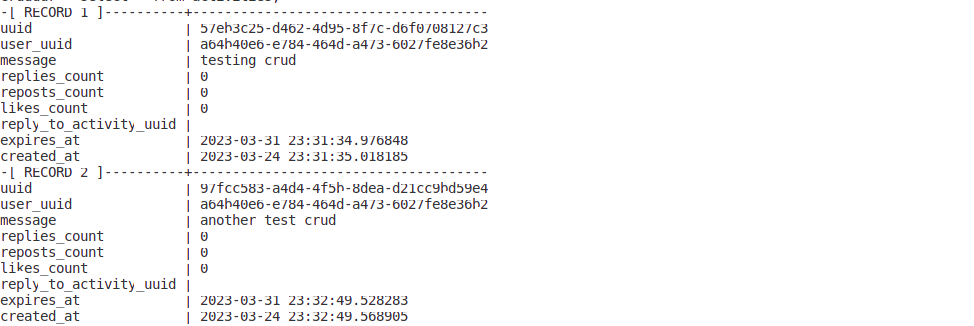 -[ RECORD 1 ]----------+-------------------------------------
uuid | 57eb3c25-d462-4d95-8f7c-d6f0708127c3
user_uuid | a64b40e6-e784-464d-a473-6027fe8e36b2
message | testing crud
replies_count | 0
reposts_count | 0
likes_count | 0
reply_to_activity_uuid |
expires_at | 2023-03-31 23:31:34.976848
created_at | 2023-03-24 23:31:35.018185
-[ RECORD 2 ]----------+-------------------------------------
uuid | 97fcc583-a4d4-4f5b-8dea-d21cc9bd59e4
user_uuid | a64b40e6-e784-464d-a473-6027fe8e36b2
message | another test crud
replies_count | 0
reposts_count | 0
likes_count | 0
reply_to_activity_uuid |
expires_at | 2023-03-31 23:32:49.528283
created_at | 2023-03-24 23:32:49.568905